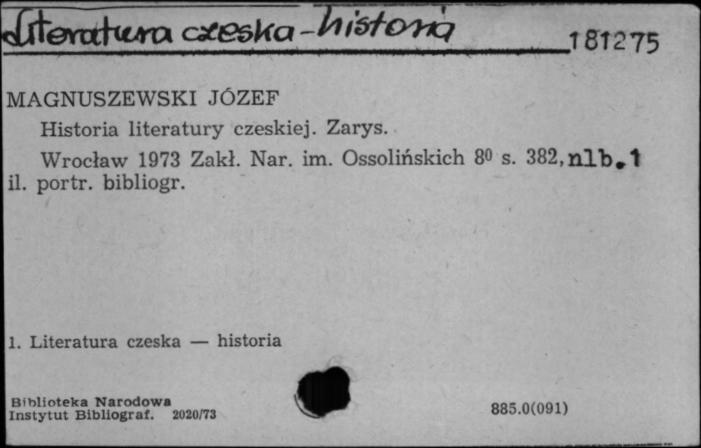 Literatura czeska - historia
181275
MAGNUSZEWSKI JÓZEF
Historia literatury czeskiej. Zarys.
Wrocław 1973 Zakł. Nar. im. Ossolińskich 8⁰ s. 382, nlb. 1
il. portr. bibliogr.
1. Literatura czeska — historia
Biblioteka Narodowa
Instytut Bibliograf. 2020/73
885.0(091)